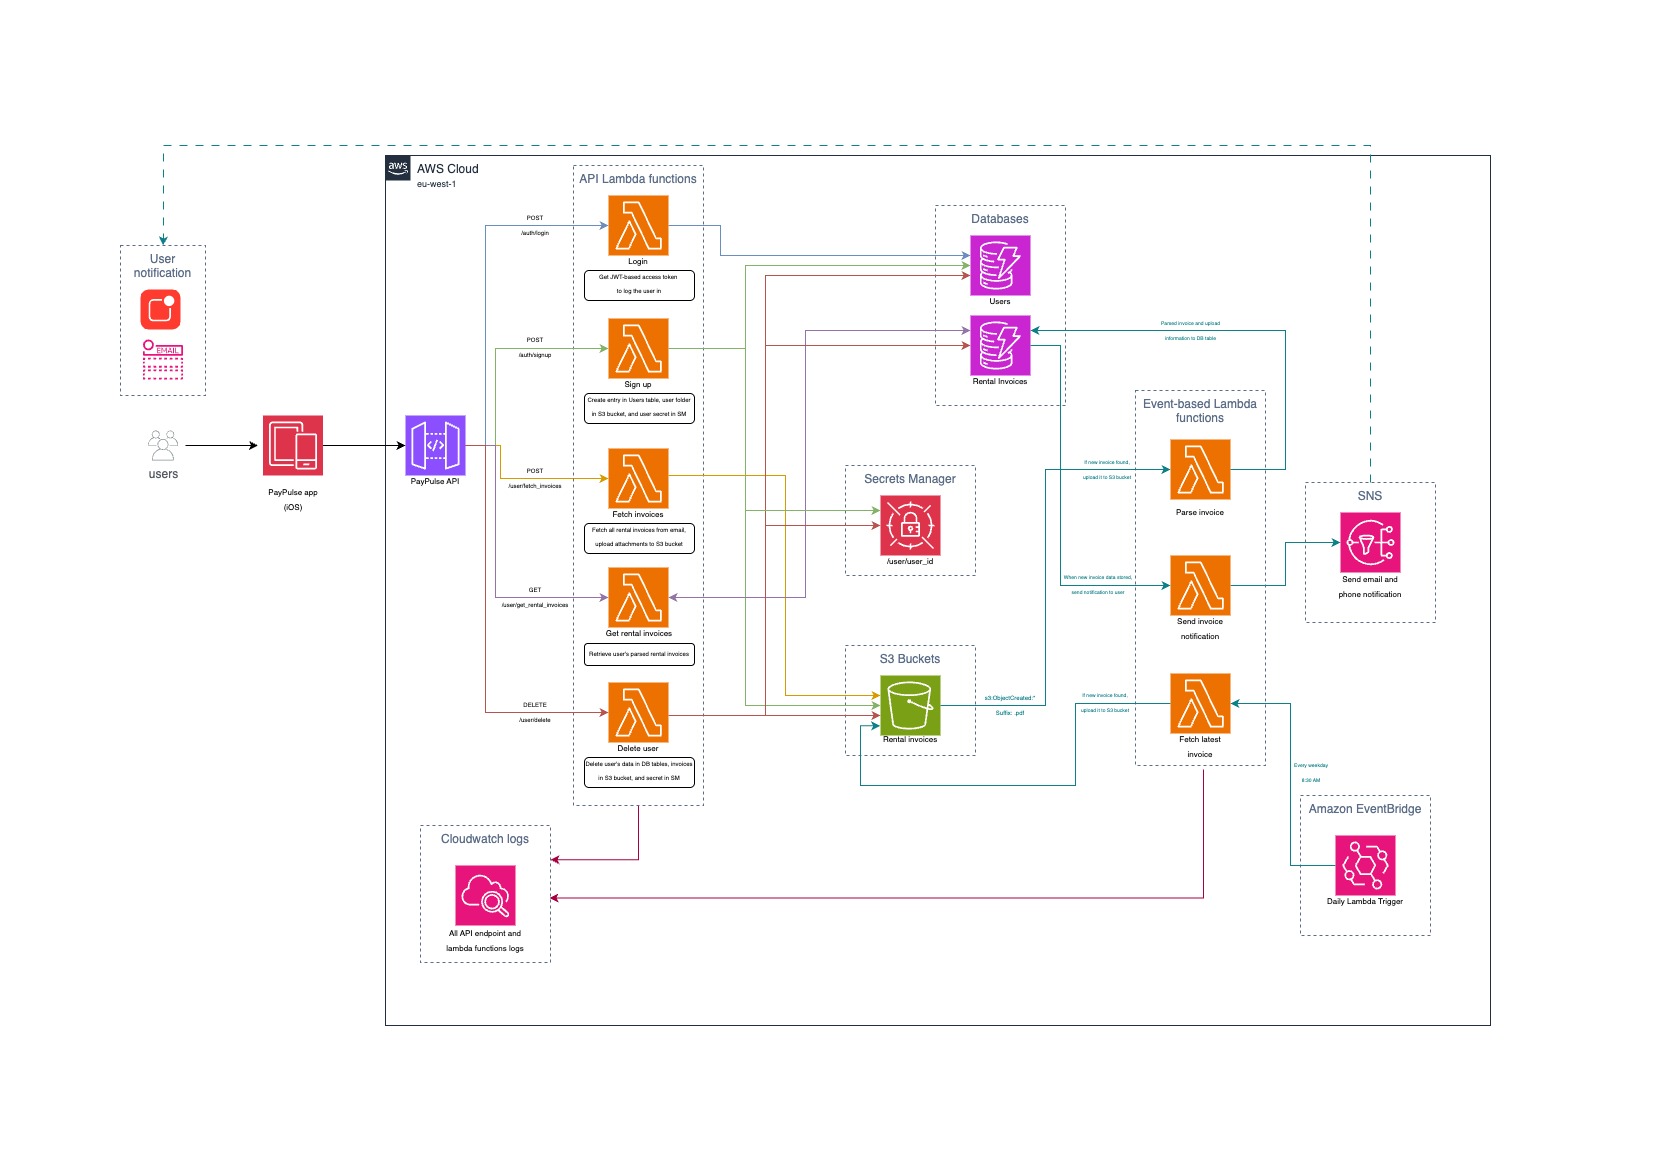 aws
AWS Cloud
eu-west-1
User
notification
EMAIL
users
PayPulse app
(iOS)
PayPulse API
API Lambda functions
POST
/auth/login
Login
Get JWT-based access token
to log the user in
POST
/auth/signup
Sign up
Create entry in Users table, user folder
in S3 bucket, and user secret in SM
POST
/user/fetch_invoices
Fetch invoices
Fetch all rental invoices from email,
upload attachments to S3 bucket
GET
/user/get_rental_invoices
Get rental invoices
Retrieve user's parsed rental invoices
DELETE
/user/delete
Delete user
Delete user's data in DB tables, invoices
in S3 bucket, and secret in SM
Databases
Users
Rental Invoices
Parsed invoice and upload
information to DB table
Secrets Manager
/user/user_id
S3 Buckets
Rental invoices
s3:ObjectCreated:*
Suffix: .pdf
Event-based Lambda
functions
If new invoice found,
upload it to S3 bucket
Parse invoice
When new invoice data stored,
send notification to user
Send invoice
notification
If new invoice found,
upload it to S3 bucket
Fetch latest
invoice
SNS
Send email and
phone notification
Every weekday
8:30 AM
Amazon EventBridge
Daily Lambda Trigger
Cloudwatch logs
All API endpoint and
lambda functions logs